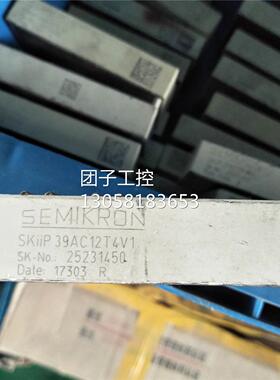 团子工控
13058183653
SEMIKRON
SKiiP 39AC12T4V1
SK-No.: 25231450
Date: 17303 R